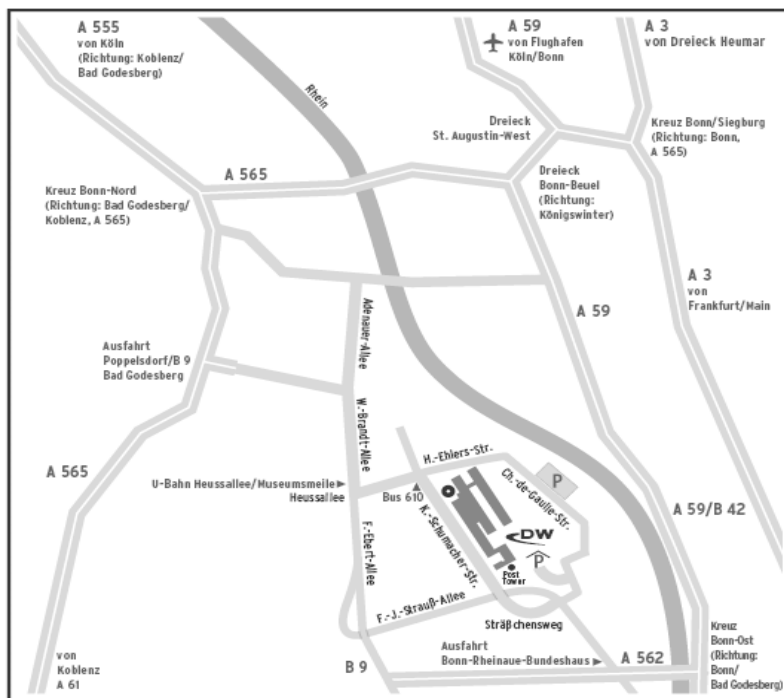 A 555
von Köln
(Richtung: Koblenz/
Bad Godesberg)
A 59
von Flughafen
Köln/Bonn
A 3
von Dreieck Heumar
Rhein
Dreieck
St. Augustin-West
Kreuz Bonn/Siegburg
(Richtung: Bonn,
A 565)
A 565
Dreieck
Bonn-Beuel
(Richtung:
Königswinter)
Kreuz Bonn-Nord
(Richtung: Bad Godesberg/
Koblenz, A 565)
A 3
von
Frankfurt/Main
A 59
Adenauer-Allee
Ausfahrt
Poppelsdorf/B 9
Bad Godesberg
W.-Brandt-Allee
A 565
H.-Ehlers-Str.
U-Bahn Heussallee/Museumsmeile
Heussallee
Bus 610
P
Ch.-de-Gaulle-Str.
A 59/B 42
K.-Schumacher-Str.
DW
F.-Ebert-Allee
P
Post
Tower
F.-J.-Strauß-Allee
Sträßchensweg
Ausfahrt
Bonn-Rheinaue-Bundeshaus
A 562
Kreuz
Bonn-Ost
(Richtung:
Bonn/
Bad Godesberg)
B 9
von
Koblenz
A 61